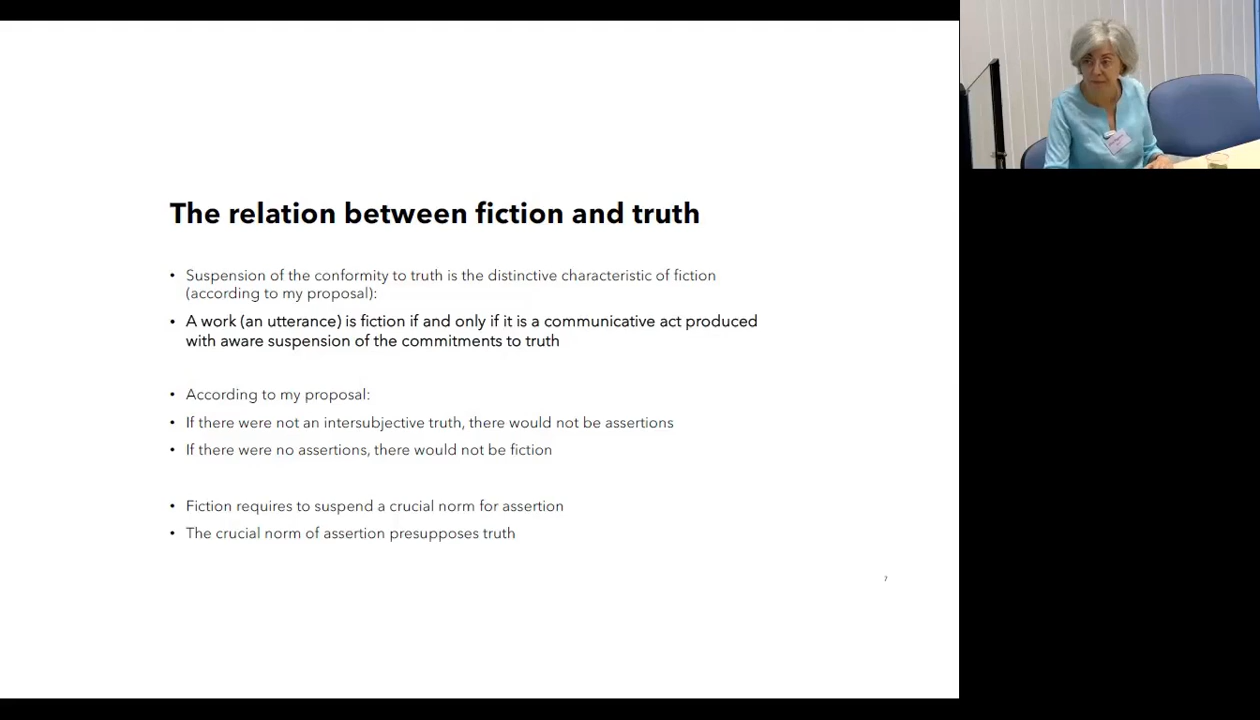 The relation between fiction and truth
• Suspension of the conformity to truth is the distinctive characteristic of fiction
(according to my proposal):
• A work (an utterance) is fiction if and only if it is a communicative act produced
with aware suspension of the commitments to truth
• According to my proposal:
• If there were not an intersubjective truth, there would not be assertions
• If there were no assertions, there would not be fiction
• Fiction requires to suspend a crucial norm for assertion
• The crucial norm of assertion presupposes truth
7